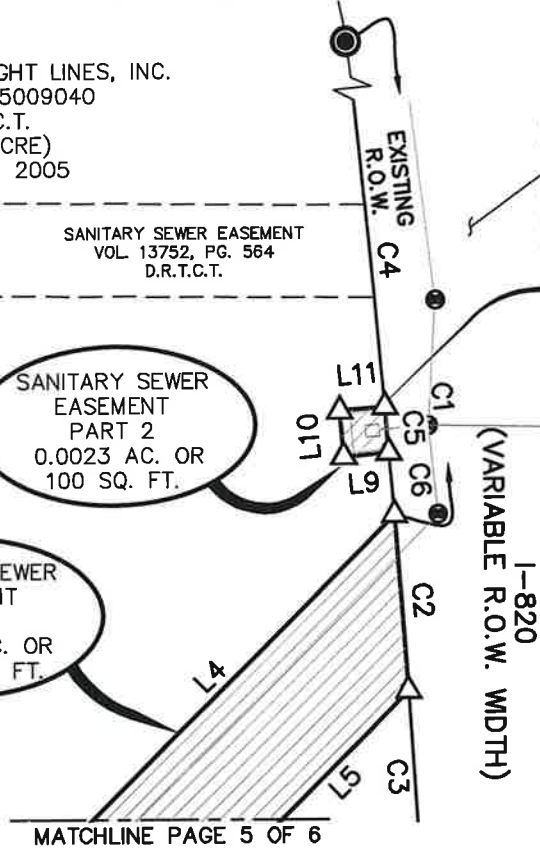 GHT LINES, INC.
5009040
C.T.
CRE)
2005
EXISTING
R.O.W.
SANITARY SEWER EASEMENT
VOL. 13752, PG. 564
D.R.T.C.T.
C4
SANITARY SEWER
EASEMENT
PART 2
0.0023 AC. OR
100 SQ. FT.
L11
L10
L9
C1
C5
C6
I-820
(VARIABLE R.O.W. WIDTH)
EWER
NT
C. OR
FT.
C2
L4
L5
C3
MATCHLINE PAGE 5 OF 6